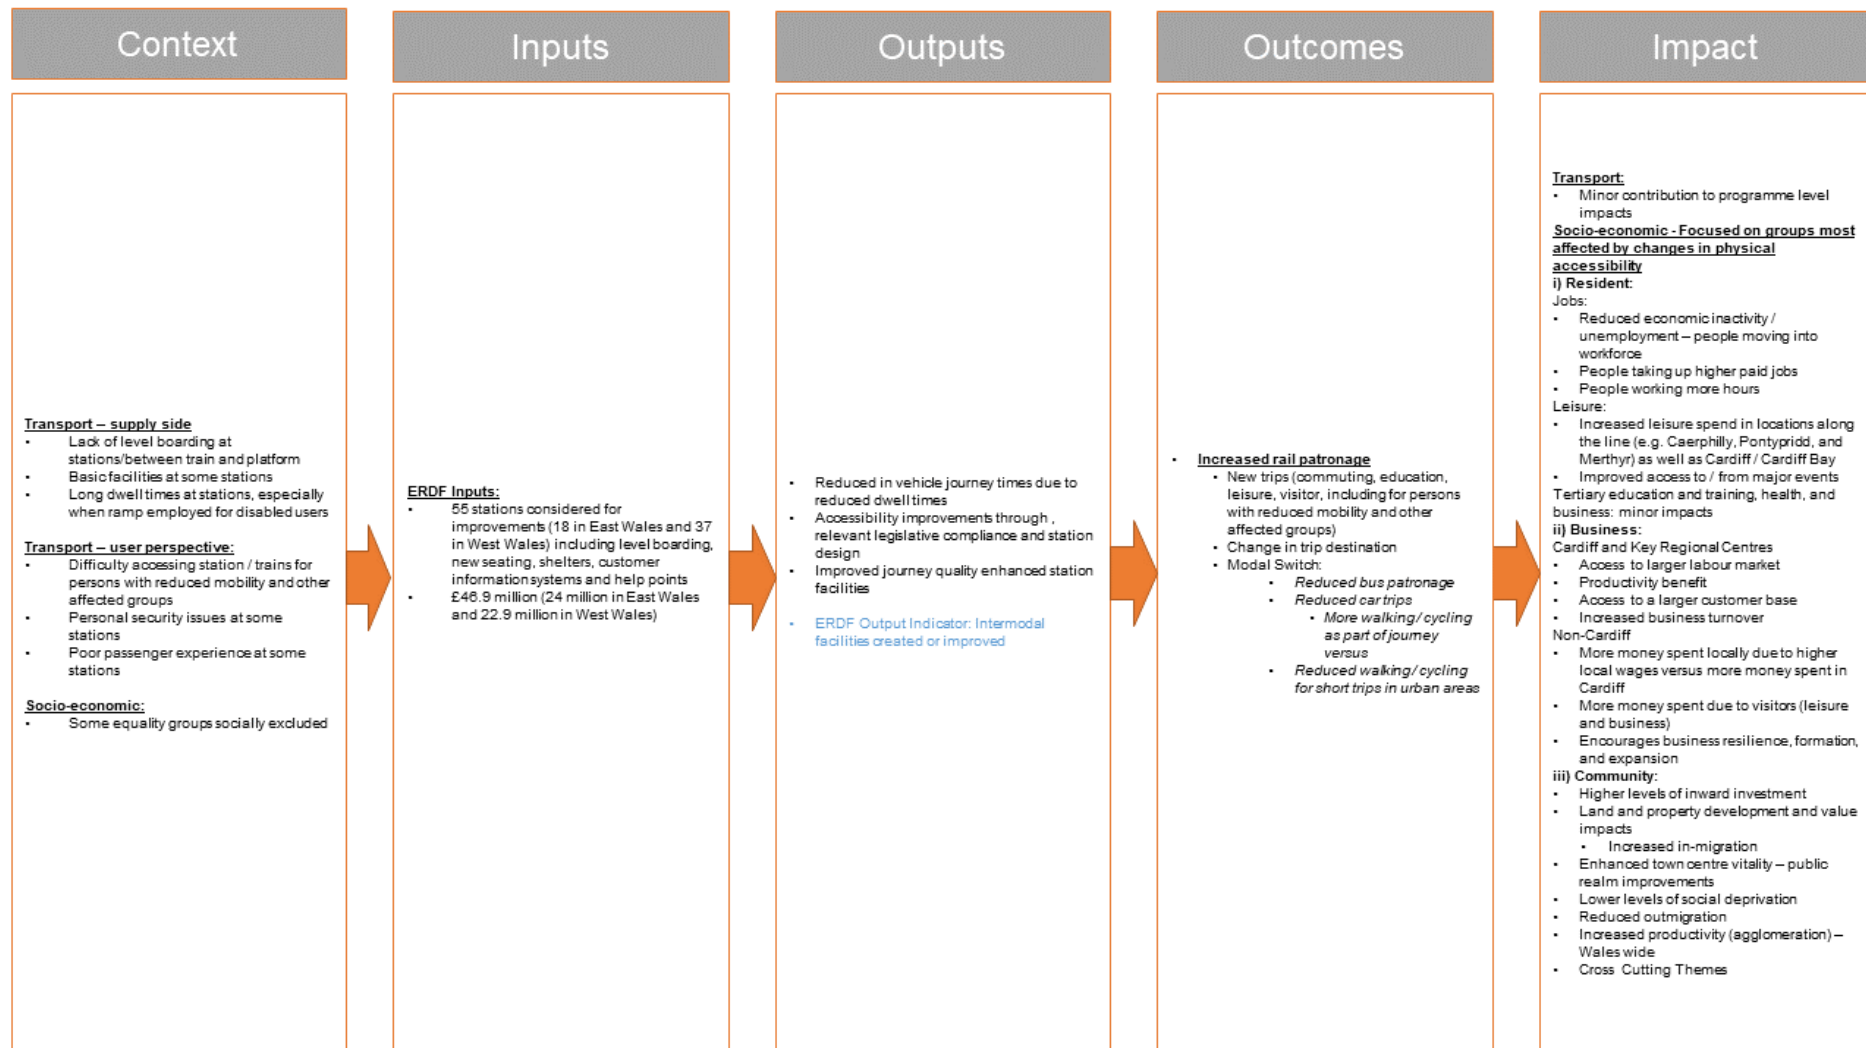 Context
Transport – supply side
• Lack of level boarding at
stations/between train and platform
• Basic facilities at some stations
• Long dwell times at stations, especially
when ramp employed for disabled users
Transport – user perspective:
• Difficulty accessing station / trains for
persons with reduced mobility and other
affected groups
• Personal security issues at some
stations
• Poor passenger experience at some
stations
Socio-economic:
• Some equality groups socially excluded
Inputs
ERDF Inputs:
• 55 stations considered for
improvements (18 in East Wales and 37
in West Wales) including level boarding,
new seating, shelters, customer
information systems and help points
• £46.9 million (24 million in East Wales
and 22.9 million in West Wales)
Outputs
• Reduced in vehicle journey times due to
reduced dwell times
• Accessibility improvements through ,
relevant legislative compliance and station
design
• Improved journey quality enhanced station
facilities
• ERDF Output Indicator: Intermodal
facilities created or improved
Outcomes
• Increased rail patronage
• New trips (commuting, education,
leisure, visitor, including for persons
with reduced mobility and other
affected groups)
• Change in trip destination
• Modal Switch:
• Reduced bus patronage
• Reduced car trips
• More walking/ cycling
as part of journey
versus
• Reduced walking/ cycling
for short trips in urban areas
Impact
Transport:
• Minor contribution to programme level
impacts
Socio-economic - Focused on groups most
affected by changes in physical
accessibility
i) Resident:
Jobs:
• Reduced economic inactivity /
unemployment – people moving into
workforce
• People taking up higher paid jobs
• People working more hours
Leisure:
• Increased leisure spend in locations along
the line (e.g. Caerphilly, Pontypridd, and
Merthyr) as well as Cardiff / Cardiff Bay
• Improved access to / from major events
Tertiary education and training, health, and
business: minor impacts
ii) Business:
Cardiff and Key Regional Centres
• Access to larger labour market
• Productivity benefit
• Access to a larger customer base
• Increased business turnover
Non-Cardiff
• More money spent locally due to higher
local wages versus more money spent in
Cardiff
• More money spent due to visitors (leisure
and business)
• Encourages business resilience, formation,
and expansion
iii) Community:
• Higher levels of inward investment
• Land and property development and value
impacts
• Increased in-migration
• Enhanced town centre vitality – public
realm improvements
• Lower levels of social deprivation
• Reduced outmigration
• Increased productivity (agglomeration) –
Wales wide
• Cross Cutting Themes